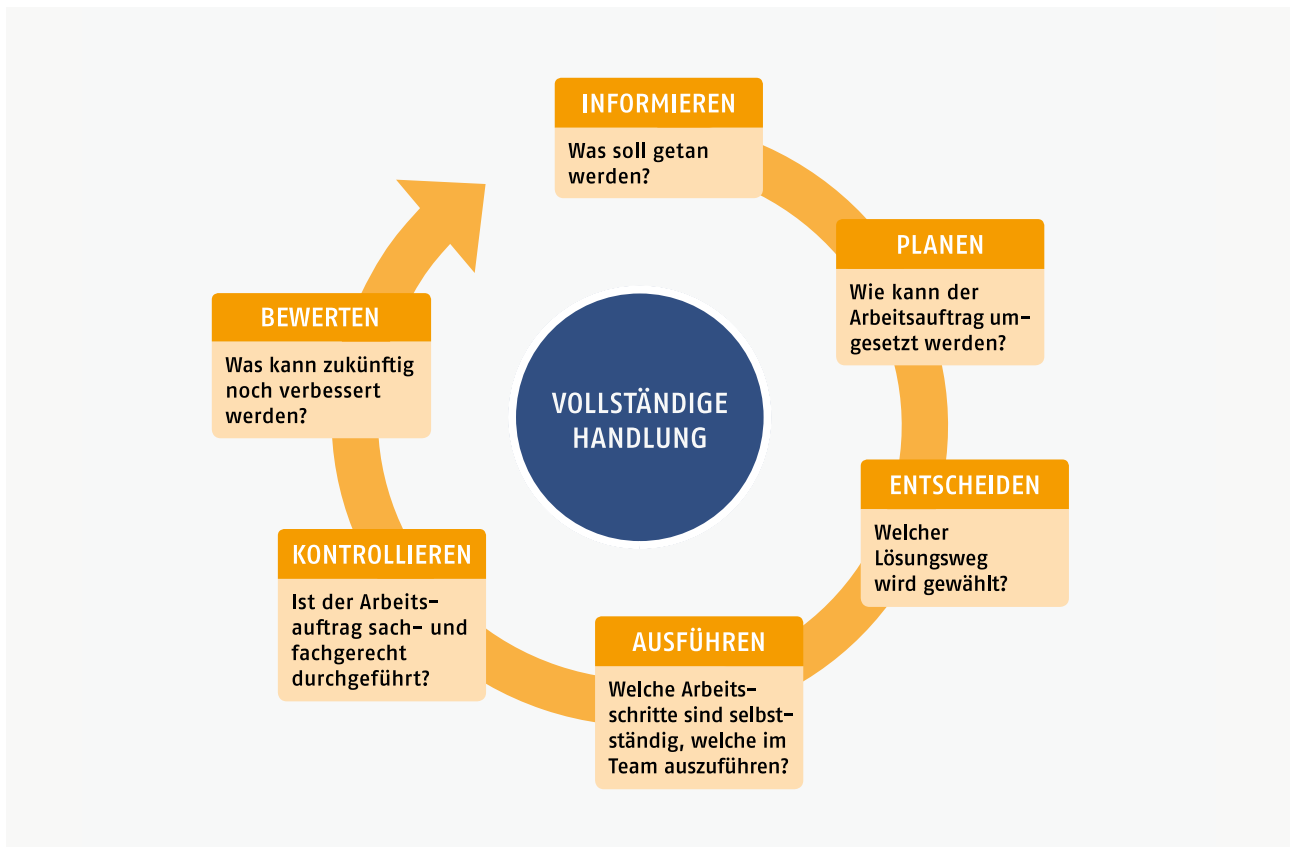 INFORMIEREN
Was soll getan
werden?
PLANEN
Wie kann der
Arbeitsauftrag um-
gesetzt werden?
ENTSCHEIDEN
Welcher
Lösungsweg
wird gewählt?
AUSFÜHREN
Welche Arbeits-
schritte sind selbst-
ständig, welche im
Team auszuführen?
KONTROLLIEREN
Ist der Arbeits-
auftrag sach- und
fachgerecht
durchgeführt?
BEWERTEN
Was kann zukünftig
noch verbessert
werden?
VOLLSTÄNDIGE
HANDLUNG